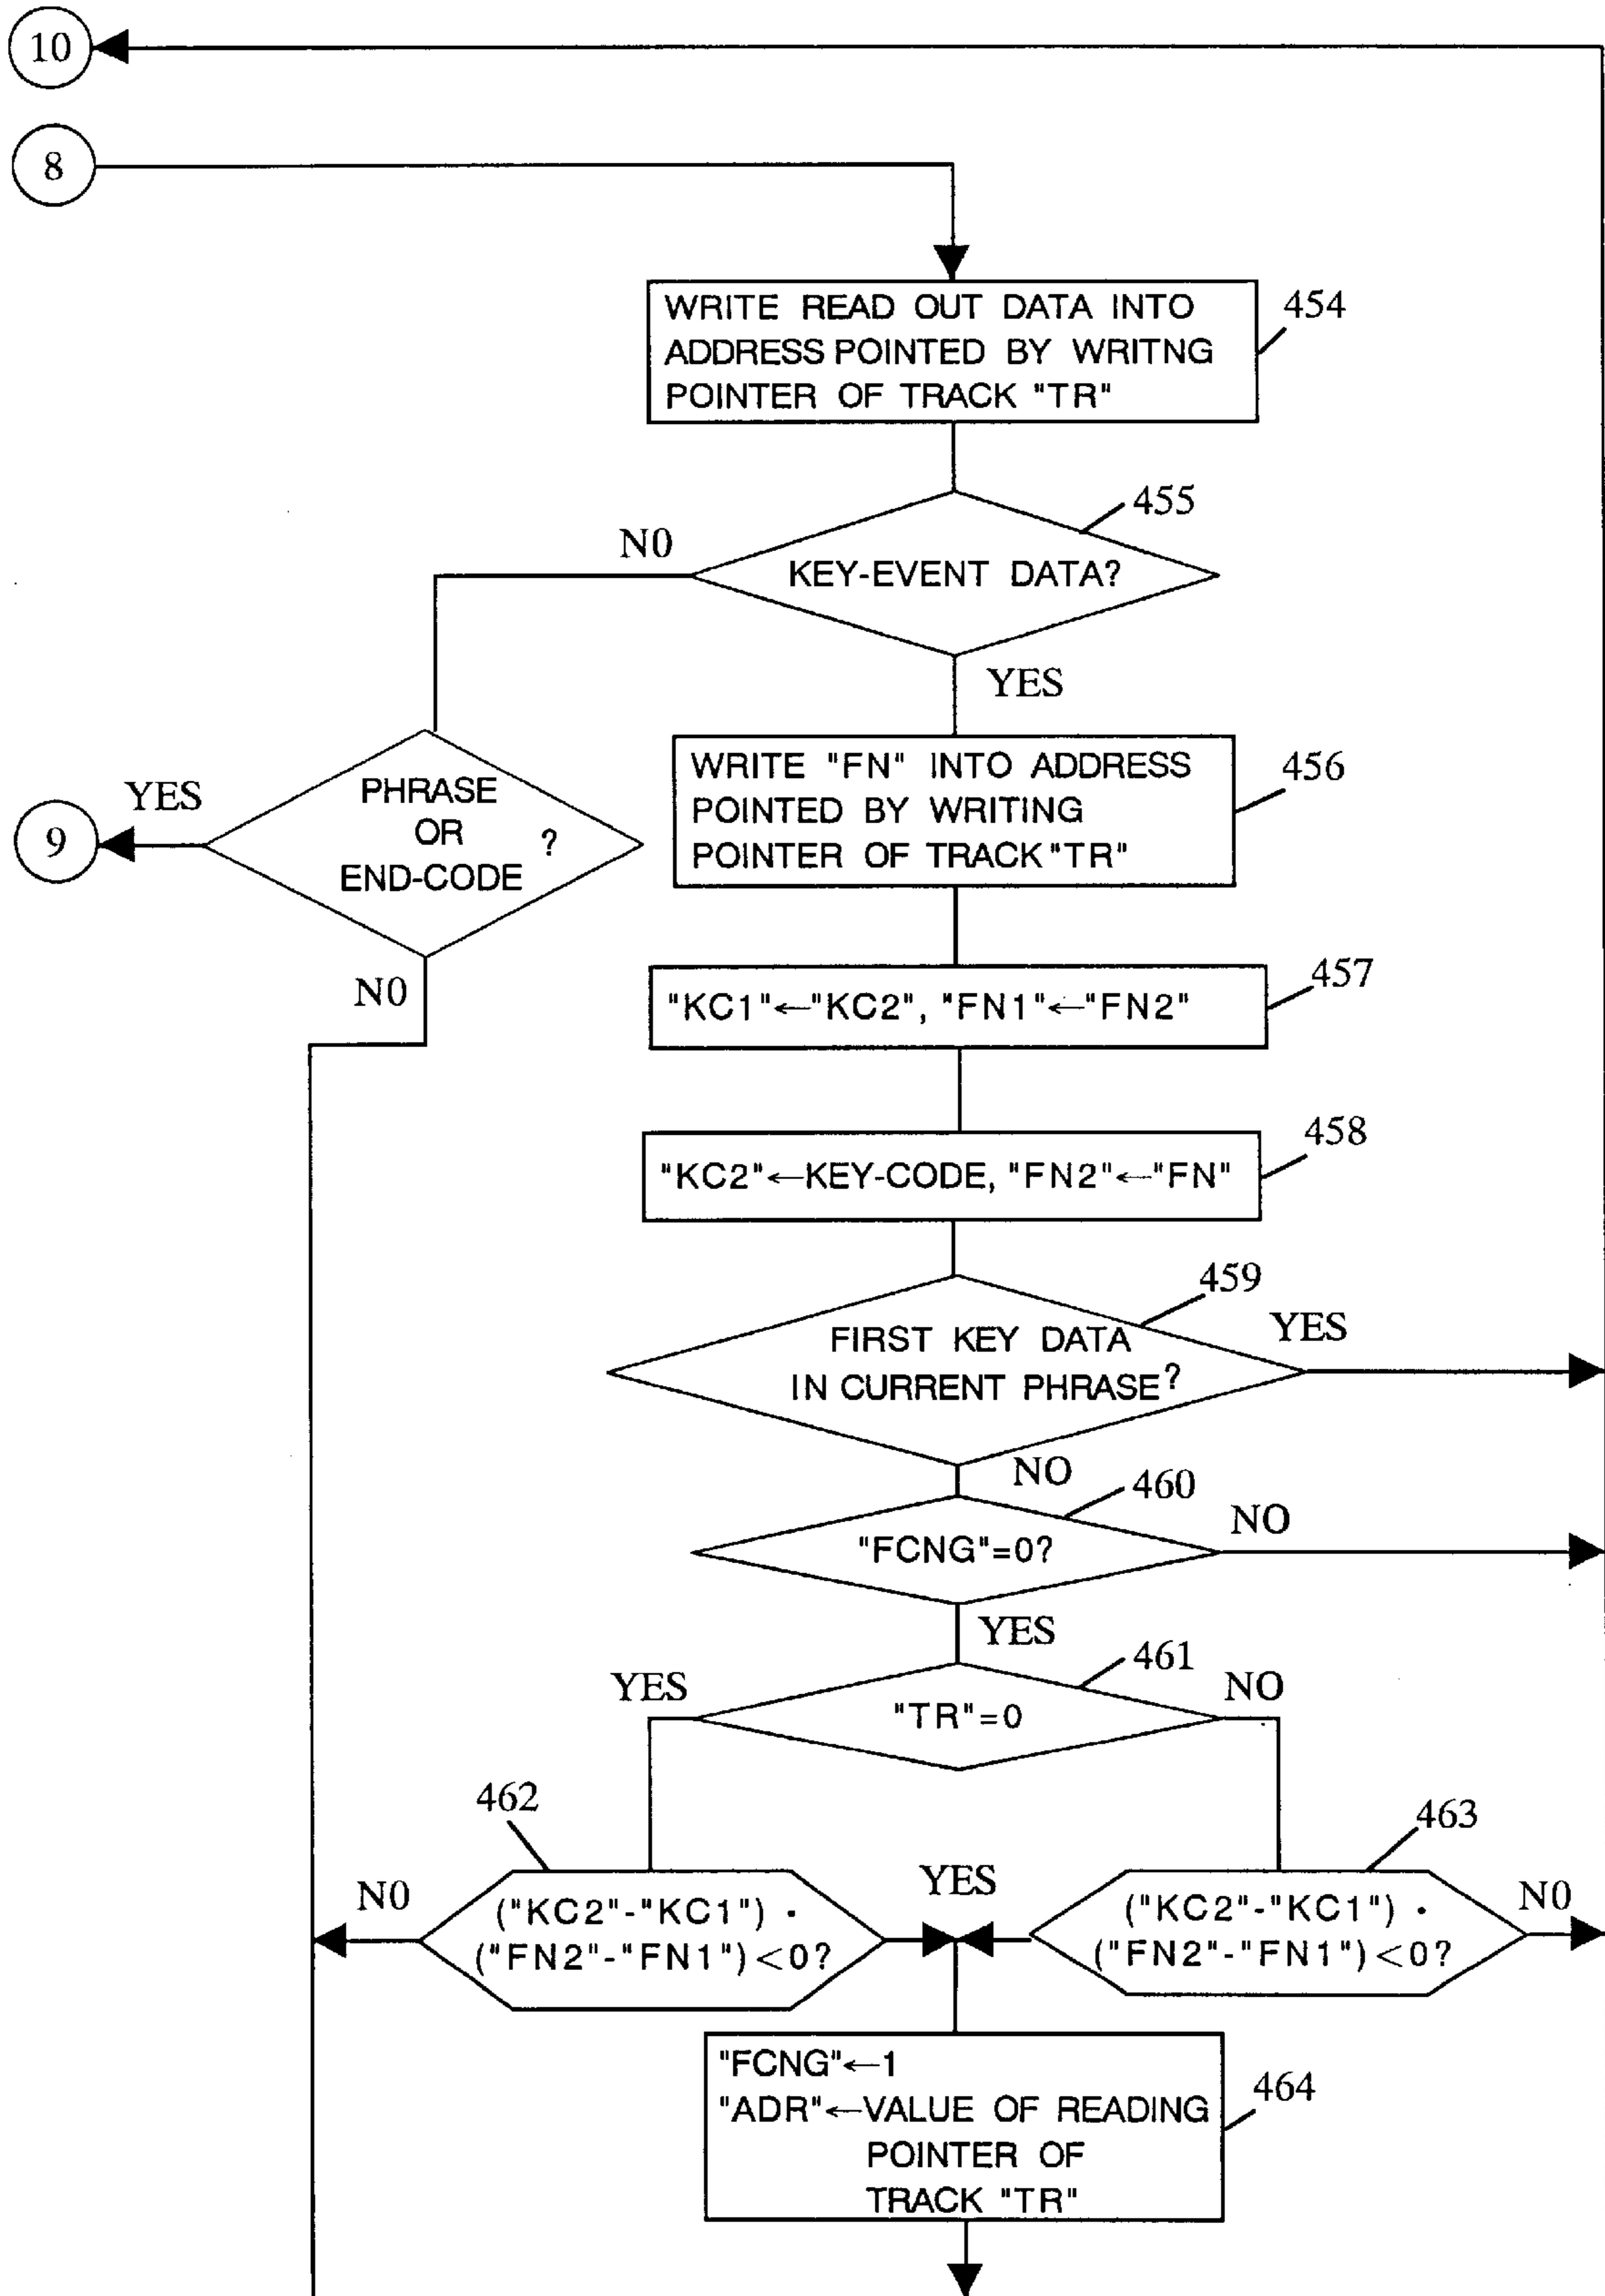 10
8
WRITE READ OUT DATA INTO
ADDRESS POINTED BY WRITNG
POINTER OF TRACK "TR"
454
455
NO
KEY-EVENT DATA?
YES
YES
PHRASE
OR
END-CODE
?
9
WRITE "FN" INTO ADDRESS
POINTED BY WRITING
POINTER OF TRACK "TR"
456
NO
"KC1"←"KC2", "FN1"←"FN2"
457
"KC2"←KEY-CODE, "FN2"←"FN"
458
459
FIRST KEY DATA
IN CURRENT PHRASE?
YES
NO
460
"FCNG"=0?
NO
YES
461
YES
"TR"=0
NO
462
463
NO
("KC2"-"KC1") ·
("FN2"-"FN1")<0?
YES
("KC2"-"KC1") ·
("FN2"-"FN1")<0?
NO
"FCNG"←1
"ADR"←VALUE OF READING
POINTER OF
TRACK "TR"
464